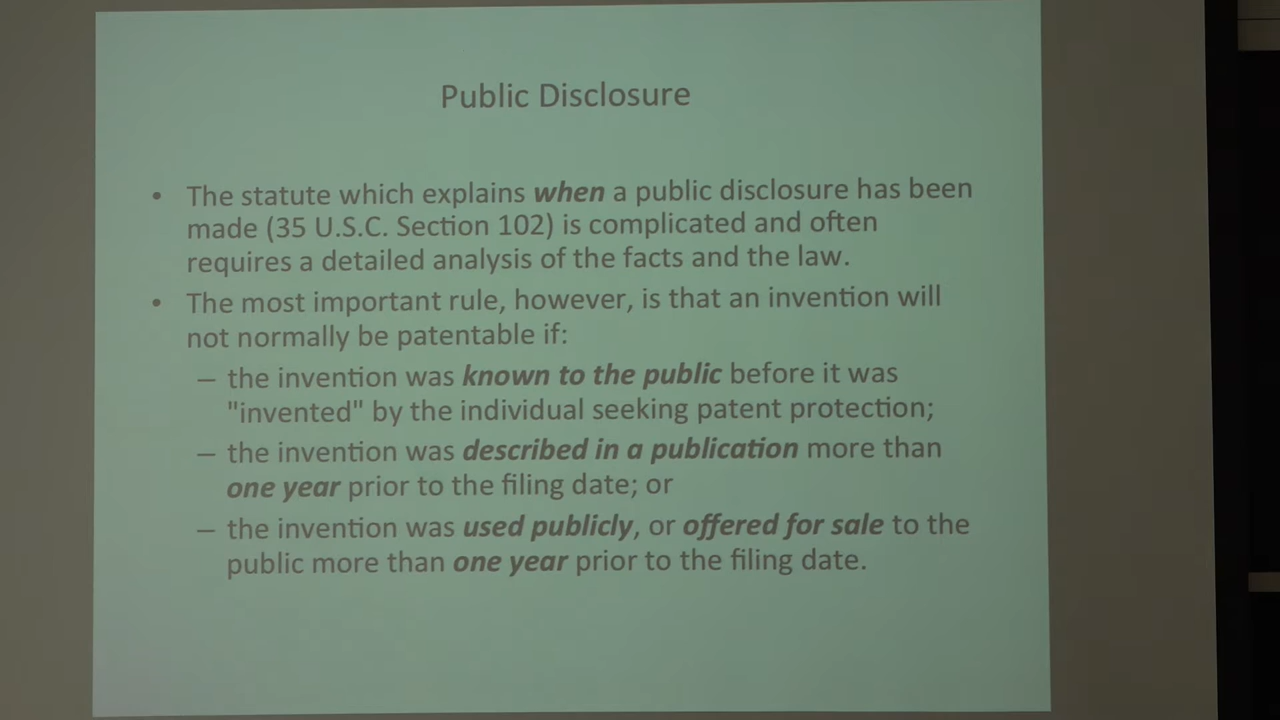 Public Disclosure
• The statute which explains when a public disclosure has been
made (35 U.S.C. Section 102) is complicated and often
requires a detailed analysis of the facts and the law.
• The most important rule, however, is that an invention will
not normally be patentable if:
– the invention was known to the public before it was
"invented" by the individual seeking patent protection;
– the invention was described in a publication more than
one year prior to the filing date; or
– the invention was used publicly, or offered for sale to the
public more than one year prior to the filing date.